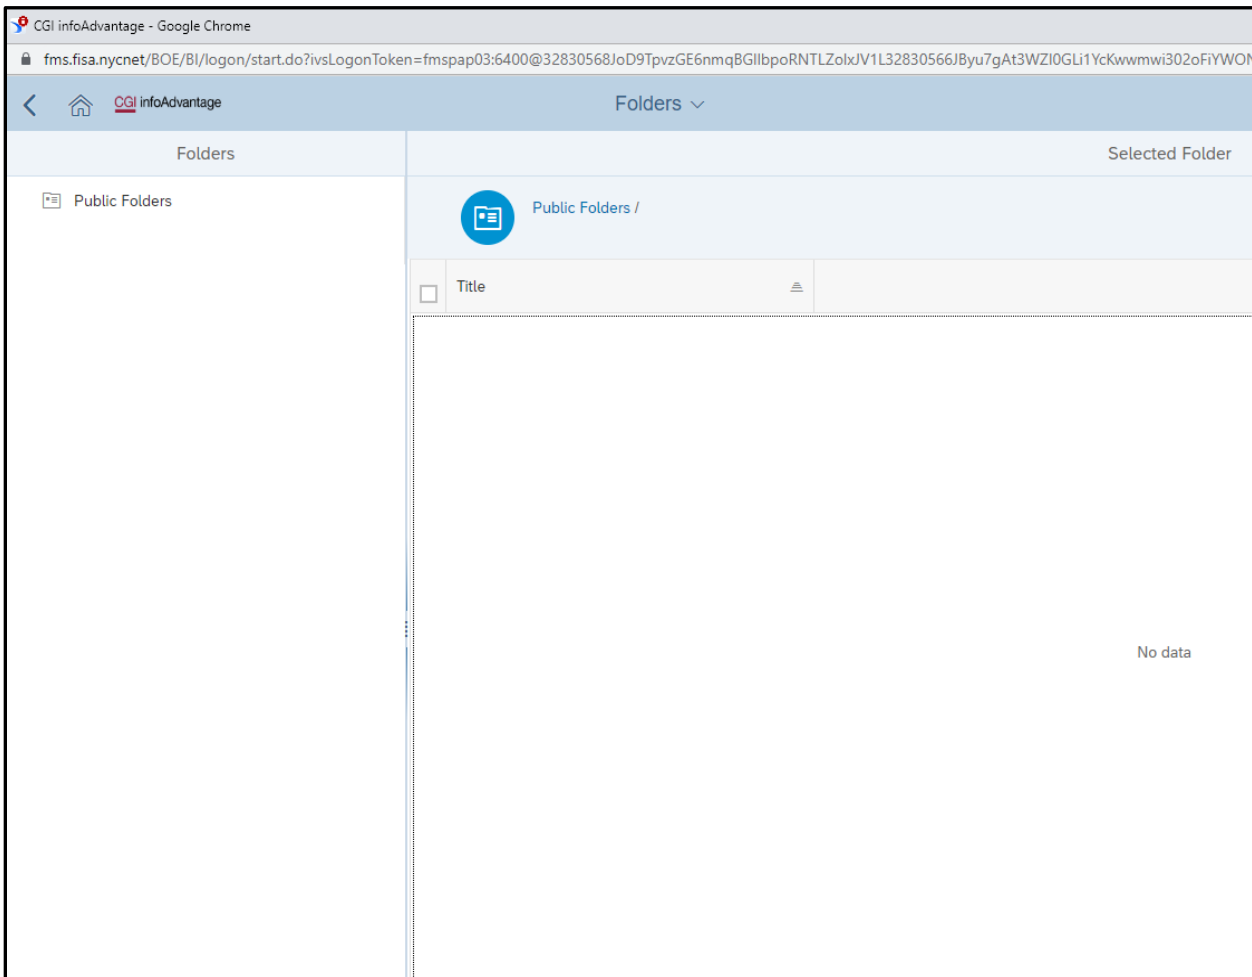 CGI infoAdvantage - Google Chrome
fms.fisa.nycnet/BOE/BI/logon/start.do?ivsLogonToken=fmspap03:6400@32830568JoD9TpvzGE6nmqBGIlbpoRNTLZolxJV1L32830566JByu7gAt3WZI0GLi1YcKwwmwi302oFiYWON
CGI infoAdvantage
Folders
Folders
Selected Folder
Public Folders
Public Folders /
Title
No data